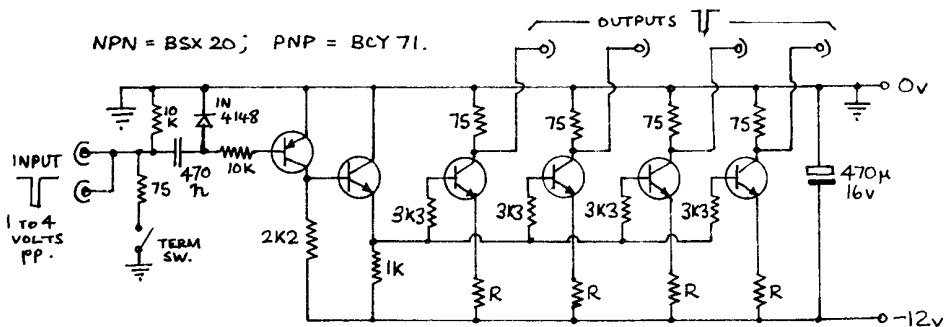 OUTPUTS
NPN = BSX 20; PNP = BCY 71.
0v
10
K
1N
4148
75
75
75
75
INPUT
470
n
10K
470µ
16v
75
3K3
3K3
3K3
3K3
1 TO 4
VOLTS
PP.
TERM
SW.
2K2
1K
R
R
R
R
-12v